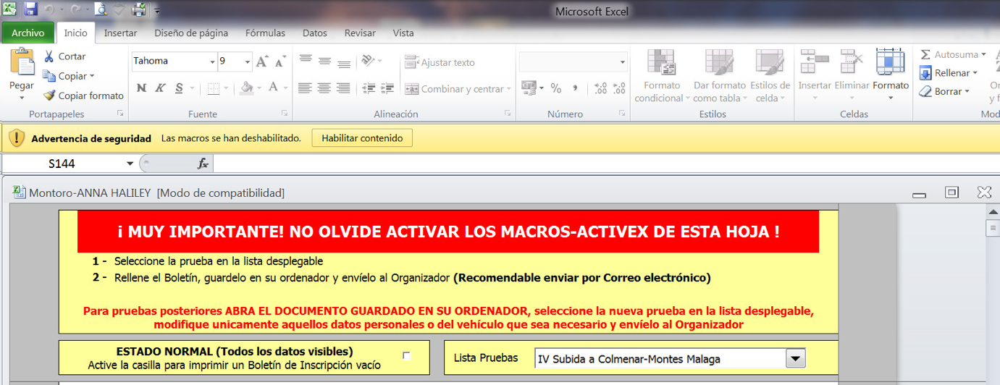 Microsoft Excel
Archivo Inicio Insertar Diseño de página Fórmulas Datos Revisar Vista
Cortar
Copiar
Copiar formato
Pegar
Portapapeles
Tahoma 9
N K S A
Fuente
Ajustar texto
Combinar y centrar
Alineación
% ,
Número
Formato condicional
Dar formato como tabla
Estilos de celda
Estilos
Insertar Eliminar Formato
Celdas
Autosuma
Rellenar
Borrar
Advertencia de seguridad Las macros se han deshabilitado. Habilitar contenido
S144 fx
Montoro-ANNA HALILEY [Modo de compatibilidad]
¡ MUY IMPORTANTE! NO OLVIDE ACTIVAR LOS MACROS-ACTIVEX DE ESTA HOJA !
1 - Seleccione la prueba en la lista desplegable
2 - Rellene el Boletín, guardelo en su ordenador y envíelo al Organizador (Recomendable enviar por Correo electrónico)
Para pruebas posteriores ABRA EL DOCUMENTO GUARDADO EN SU ORDENADOR, seleccione la nueva prueba en la lista desplegable,
modifique unicamente aquellos datos personales o del vehículo que sea necesario y envíelo al Organizador
ESTADO NORMAL (Todos los datos visibles)
Active la casilla para imprimir un Boletín de Inscripción vacío
Lista Pruebas IV Subida a Colmenar-Montes Malaga